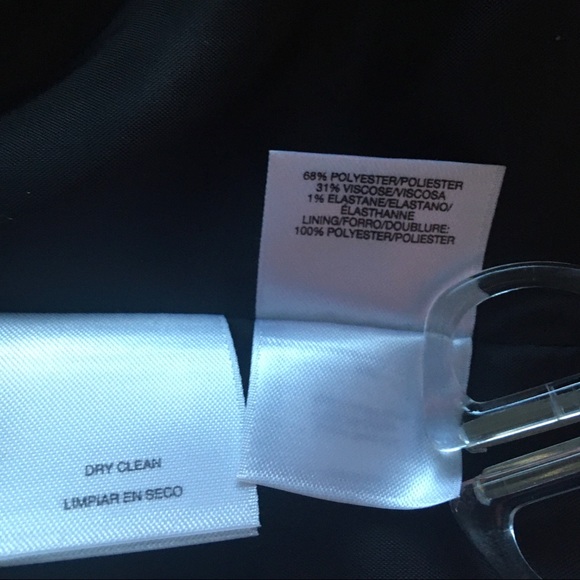 68% POLYESTER/POLIESTER
31% VISCOSE/VISCOSA
1% ELASTANE/ELASTANO/
ÉLASTHANNE
LINING/FORRO/DOUBLURE:
100% POLYESTER/POLIESTER
DRY CLEAN
LIMPIAR EN SECO